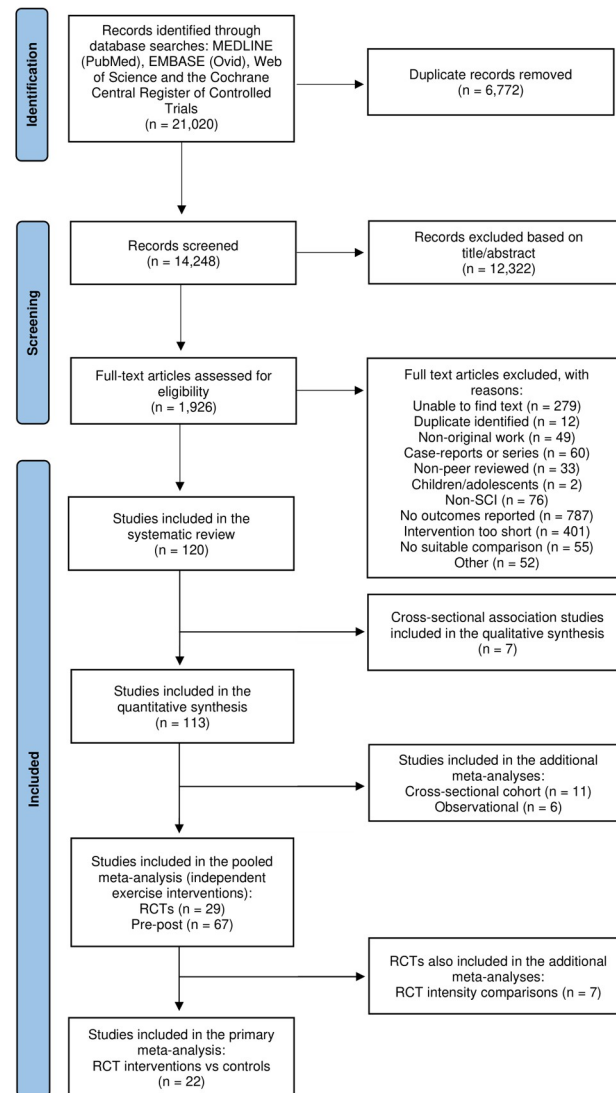 Identification
Records identified through
database searches: MEDLINE
(PubMed), EMBASE (Ovid), Web
of Science and the Cochrane
Central Register of Controlled
Trials
(n = 21,020)
Duplicate records removed
(n = 6,772)
Screening
Records screened
(n = 14,248)
Records excluded based on
title/abstract
(n = 12,322)
Full-text articles assessed for
eligibility
(n = 1,926)
Full text articles excluded, with
reasons:
Unable to find text (n = 279)
Duplicate identified (n = 12)
Non-original work (n = 49)
Case-reports or series (n = 60)
Non-peer reviewed (n = 33)
Children/adolescents (n = 2)
Non-SCI (n = 76)
No outcomes reported (n = 787)
Intervention too short (n = 401)
No suitable comparison (n = 55)
Other (n = 52)
Included
Studies included in the
systematic review
(n = 120)
Cross-sectional association studies
included in the qualitative synthesis
(n = 7)
Studies included in the
quantitative synthesis
(n = 113)
Studies included in the additional
meta-analyses:
Cross-sectional cohort (n = 11)
Observational (n = 6)
Studies included in the pooled
meta-analysis (independent
exercise interventions):
RCTs (n = 29)
Pre-post (n = 67)
RCTs also included in the additional
meta-analyses:
RCT intensity comparisons (n = 7)
Studies included in the primary
meta-analysis:
RCT interventions vs controls
(n = 22)